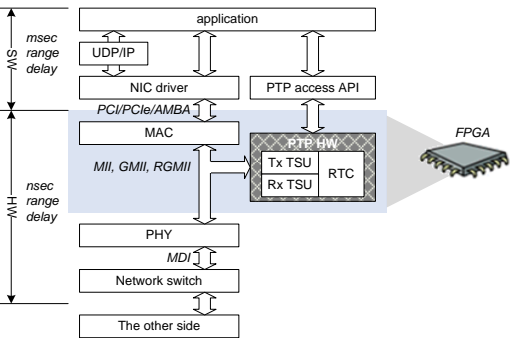 application
msec
range
delay
SW
UDP/IP
NIC driver
PTP access API
PCI/PCIe/AMBA
MAC
FPGA
PTP HW
MII, GMII, RGMII
Tx TSU
RTC
Rx TSU
nsec
range
delay
HW
PHY
MDI
Network switch
The other side